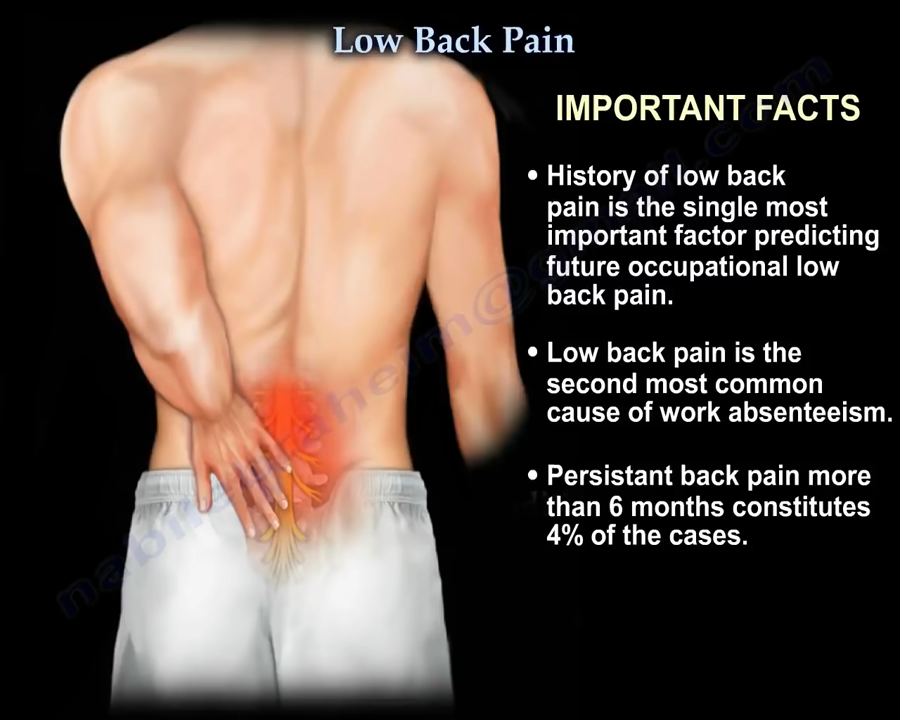 Low Back Pain
IMPORTANT FACTS
• History of low back
pain is the single most
important factor predicting
future occupational low
back pain.
• Low back pain is the
second most common
cause of work absenteeism.
• Persistant back pain more
than 6 months constitutes
4% of the cases.